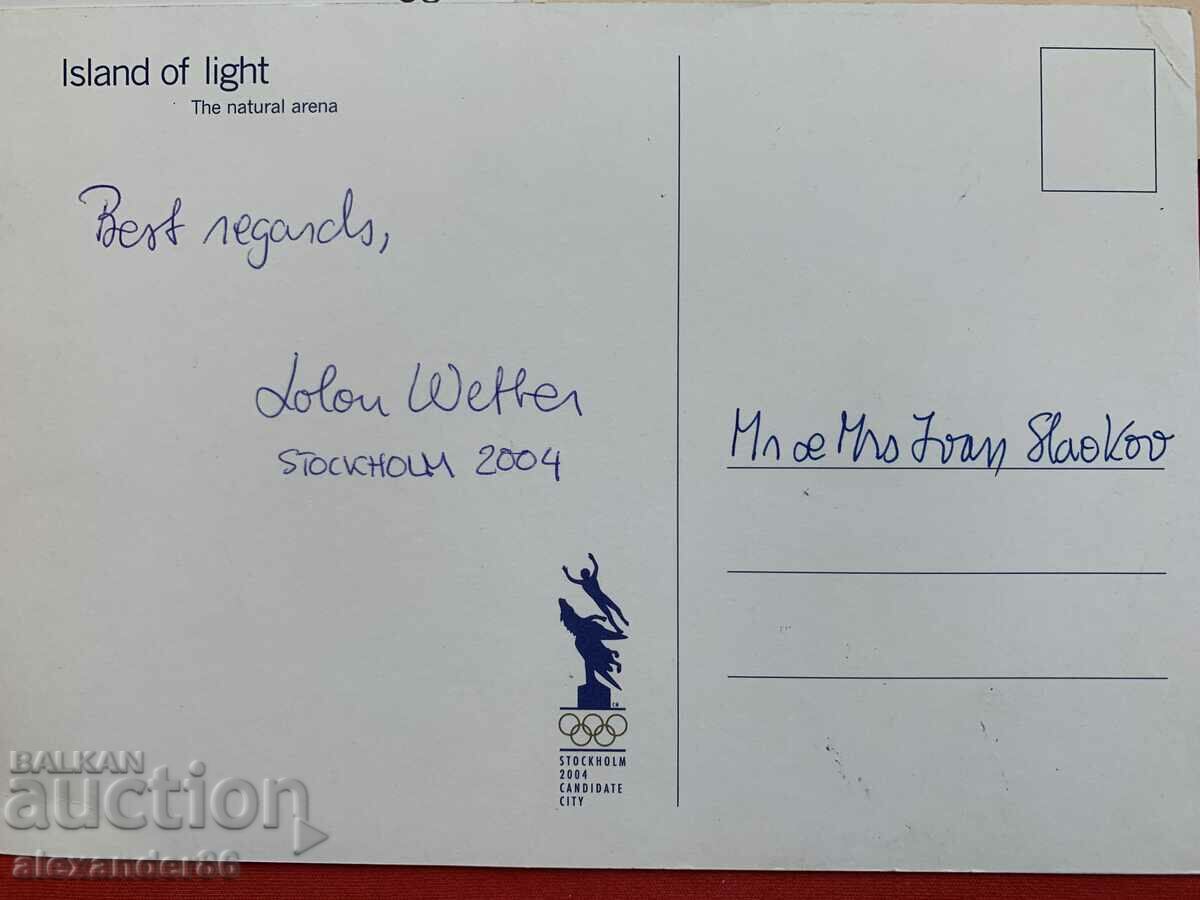 Island of light
The natural arena
Best regards,
Wetter
STOCKHOLM 2004
Mr & Mrs Ivan Slavkov
STOCKHOLM
2004
CANDIDATE
CITY
BALKAN
auction
alexander86